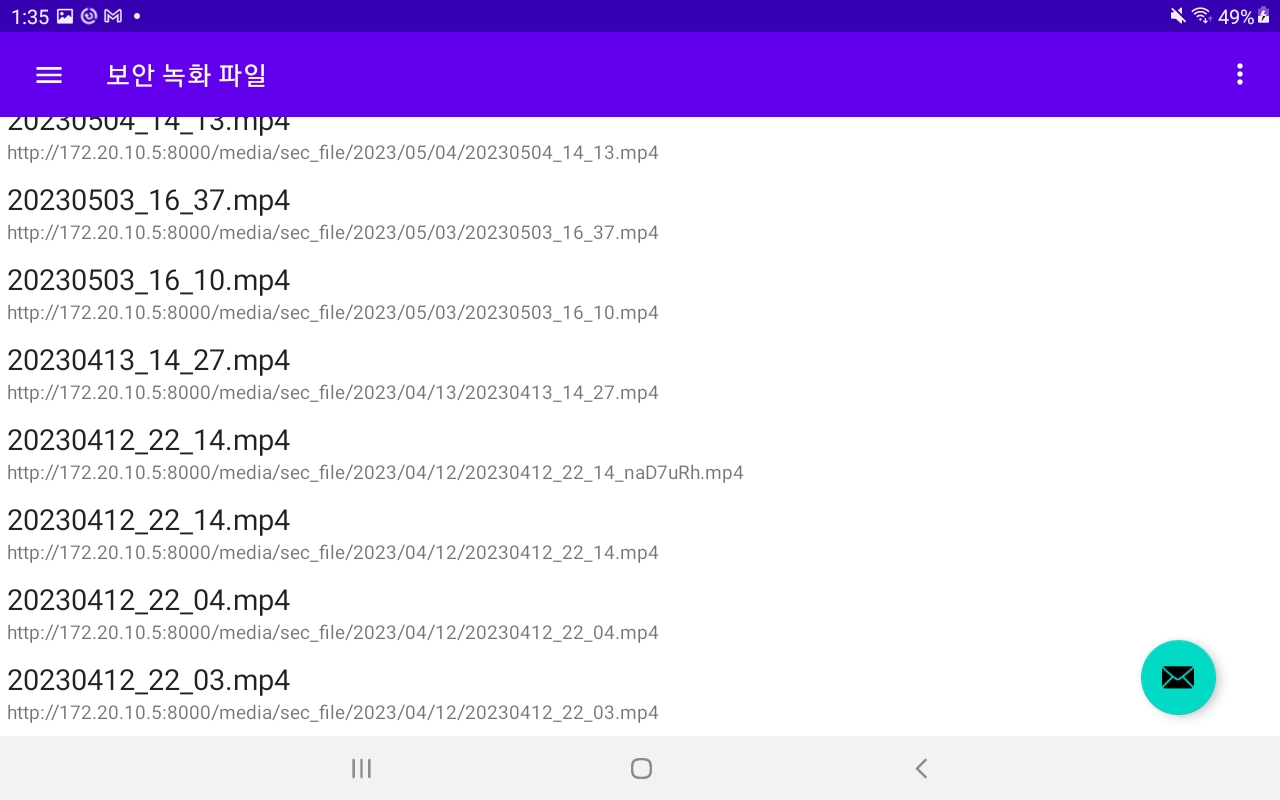 1:35
49%
보안 녹화 파일
20230504_14_13.mp4
http://172.20.10.5:8000/media/sec_file/2023/05/04/20230504_14_13.mp4
20230503_16_37.mp4
http://172.20.10.5:8000/media/sec_file/2023/05/03/20230503_16_37.mp4
20230503_16_10.mp4
http://172.20.10.5:8000/media/sec_file/2023/05/03/20230503_16_10.mp4
20230413_14_27.mp4
http://172.20.10.5:8000/media/sec_file/2023/04/13/20230413_14_27.mp4
20230412_22_14.mp4
http://172.20.10.5:8000/media/sec_file/2023/04/12/20230412_22_14_naD7uRh.mp4
20230412_22_14.mp4
http://172.20.10.5:8000/media/sec_file/2023/04/12/20230412_22_14.mp4
20230412_22_04.mp4
http://172.20.10.5:8000/media/sec_file/2023/04/12/20230412_22_04.mp4
20230412_22_03.mp4
http://172.20.10.5:8000/media/sec_file/2023/04/12/20230412_22_03.mp4